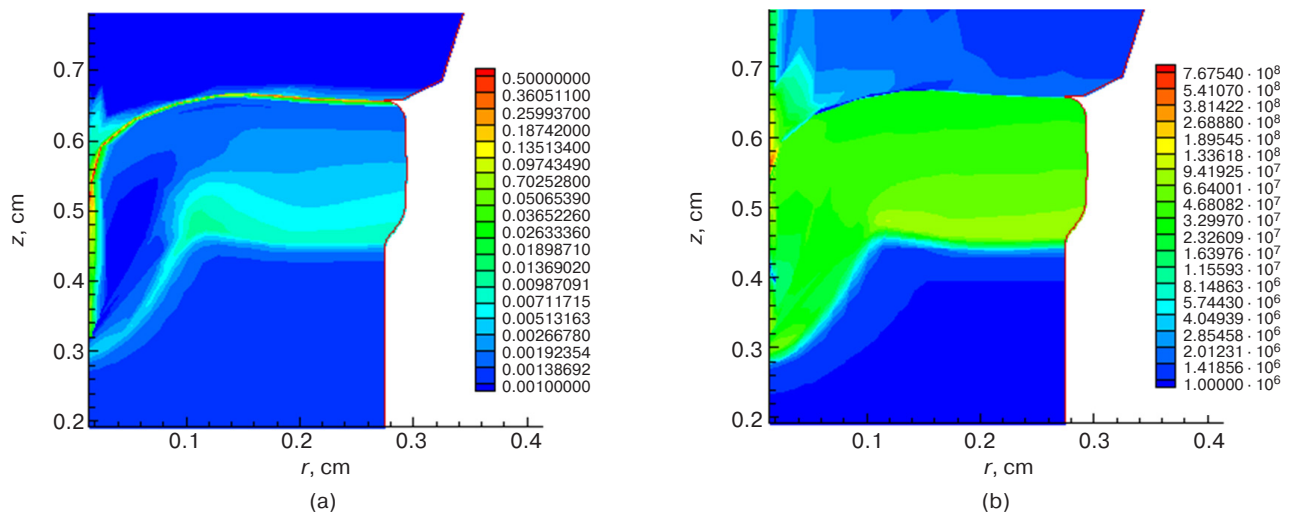 0.7
0.6
0.5
0.4
0.3
0.2
z, cm
0.1
0.2
0.3
0.4
r, cm
0.50000000
0.36051100
0.25993700
0.18742000
0.13513400
0.09743490
0.70252800
0.05065390
0.03652260
0.02633360
0.01898710
0.01369020
0.00987091
0.00711715
0.00513163
0.00266780
0.00192354
0.00138692
0.00100000
(a)
0.7
0.6
0.5
0.4
0.3
0.2
z, cm
0.1
0.2
0.3
0.4
r, cm
7.67540 · 10⁸
5.41070 · 10⁸
3.81422 · 10⁸
2.68880 · 10⁸
1.89545 · 10⁸
1.33618 · 10⁸
9.41925 · 10⁷
6.64001 · 10⁷
4.68082 · 10⁷
3.29970 · 10⁷
2.32609 · 10⁷
1.63976 · 10⁷
1.15593 · 10⁷
8.14863 · 10⁶
5.74430 · 10⁶
4.04939 · 10⁶
2.85458 · 10⁶
2.01231 · 10⁶
1.41856 · 10⁶
1.00000 · 10⁶
(b)